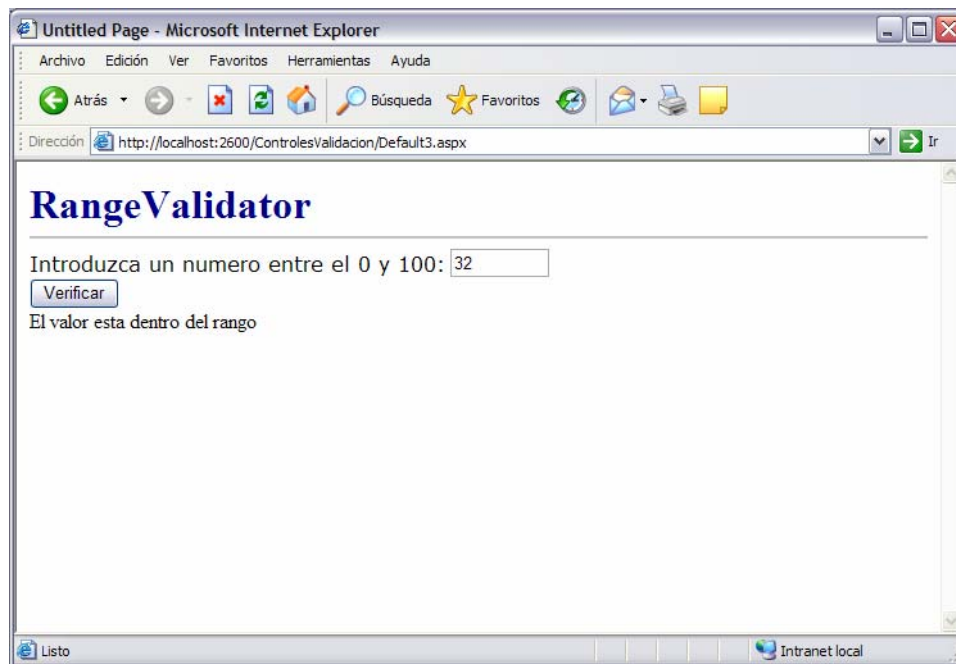 Untitled Page - Microsoft Internet Explorer
Archivo Edición Ver Favoritos Herramientas Ayuda
Atrás Búsqueda Favoritos
Dirección http://localhost:2600/ControlesValidacion/Default3.aspx Ir
RangeValidator
Introduzca un numero entre el 0 y 100: 32
Verificar
El valor esta dentro del rango
Listo Intranet local